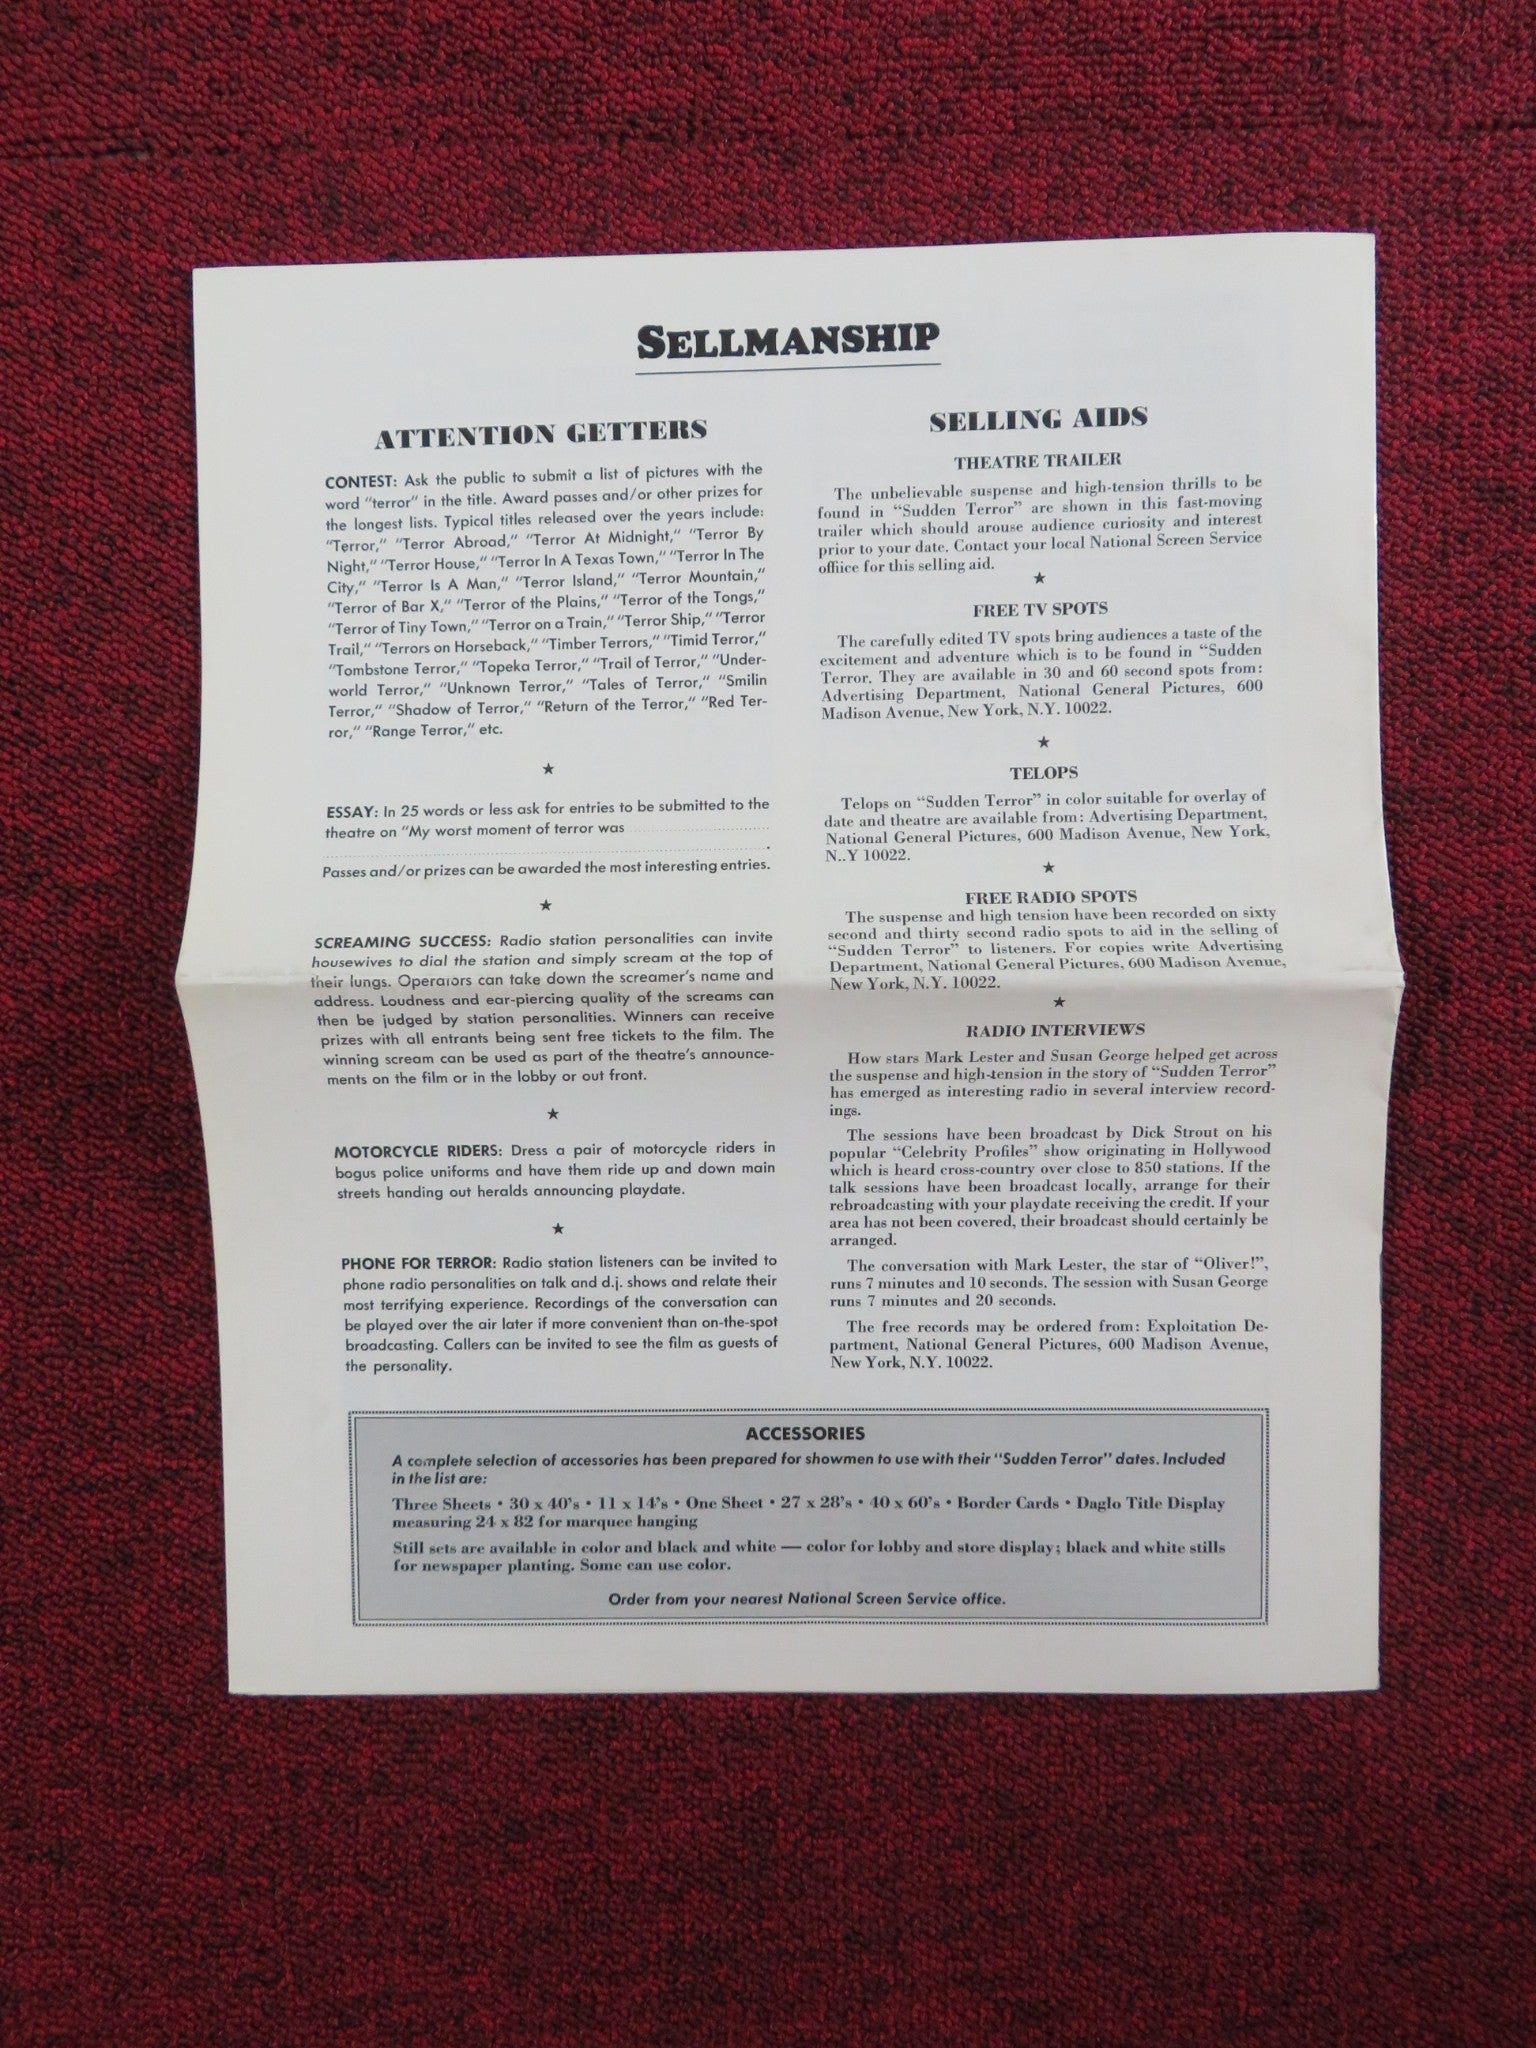 SELLMANSHIP
ATTENTION GETTERS
CONTEST: Ask the public to submit a list of pictures with the
word "terror" in the title. Award passes and/or other prizes for
the longest lists. Typical titles released over the years include:
"Terror," "Terror Abroad," "Terror At Midnight," "Terror By
Night," "Terror House," "Terror In A Texas Town," "Terror In The
City," "Terror Is A Man," "Terror Island," "Terror Mountain,"
"Terror of Bar X," "Terror of the Plains," "Terror of the Tongs,"
"Terror of Tiny Town," "Terror on a Train," "Terror Ship," "Terror
Trail," "Terrors on Horseback," "Timber Terrors," "Timid Terror,"
"Tombstone Terror," "Topeka Terror," "Trail of Terror," "Under-
world Terror," "Unknown Terror," "Tales of Terror," "Smilin
Terror," "Shadow of Terror," "Return of the Terror," "Red Ter-
ror," "Range Terror," etc.
★
ESSAY: In 25 words or less ask for entries to be submitted to the
theatre on "My worst moment of terror was ..............................
.........................................................................................
Passes and/or prizes can be awarded the most interesting entries.
★
SCREAMING SUCCESS: Radio station personalities can invite
housewives to dial the station and simply scream at the top of
their lungs. Operators can take down the screamer's name and
address. Loudness and ear-piercing quality of the screams can
then be judged by station personalities. Winners can receive
prizes with all entrants being sent free tickets to the film. The
winning scream can be used as part of the theatre's announce-
ments on the film or in the lobby or out front.
★
MOTORCYCLE RIDERS: Dress a pair of motorcycle riders in
bogus police uniforms and have them ride up and down main
streets handing out heralds announcing playdate.
★
PHONE FOR TERROR: Radio station listeners can be invited to
phone radio personalities on talk and d.j. shows and relate their
most terrifying experience. Recordings of the conversation can
be played over the air later if more convenient than on-the-spot
broadcasting. Callers can be invited to see the film as guests of
the personality.
SELLING AIDS
THEATRE TRAILER
The unbelievable suspense and high-tension thrills to be
found in "Sudden Terror" are shown in this fast-moving
trailer which should arouse audience curiosity and interest
prior to your date. Contact your local National Screen Service
offiice for this selling aid.
★
FREE TV SPOTS
The carefully edited TV spots bring audiences a taste of the
excitement and adventure which is to be found in "Sudden
Terror. They are available in 30 and 60 second spots from:
Advertising Department, National General Pictures, 600
Madison Avenue, New York, N.Y. 10022.
★
TELOPS
Telops on "Sudden Terror" in color suitable for overlay of
date and theatre are available from: Advertising Department,
National General Pictures, 600 Madison Avenue, New York,
N..Y 10022.
★
FREE RADIO SPOTS
The suspense and high tension have been recorded on sixty
second and thirty second radio spots to aid in the selling of
"Sudden Terror" to listeners. For copies write Advertising
Department, National General Pictures, 600 Madison Avenue,
New York, N.Y. 10022.
★
RADIO INTERVIEWS
How stars Mark Lester and Susan George helped get across
the suspense and high-tension in the story of "Sudden Terror"
has emerged as interesting radio in several interview record-
ings.
The sessions have been broadcast by Dick Strout on his
popular "Celebrity Profiles" show originating in Hollywood
which is heard cross-country over close to 850 stations. If the
talk sessions have been broadcast locally, arrange for their
rebroadcasting with your playdate receiving the credit. If your
area has not been covered, their broadcast should certainly be
arranged.
The conversation with Mark Lester, the star of "Oliver!",
runs 7 minutes and 10 seconds. The session with Susan George
runs 7 minutes and 20 seconds.
The free records may be ordered from: Exploitation De-
partment, National General Pictures, 600 Madison Avenue,
New York, N.Y. 10022.
ACCESSORIES
A complete selection of accessories has been prepared for showmen to use with their "Sudden Terror" dates. Included
in the list are:
Three Sheets • 30 x 40's • 11 x 14's • One Sheet • 27 x 28's • 40 x 60's • Border Cards • Daglo Title Display
measuring 24 x 82 for marquee hanging
Still sets are available in color and black and white — color for lobby and store display; black and white stills
for newspaper planting. Some can use color.
Order from your nearest National Screen Service office.